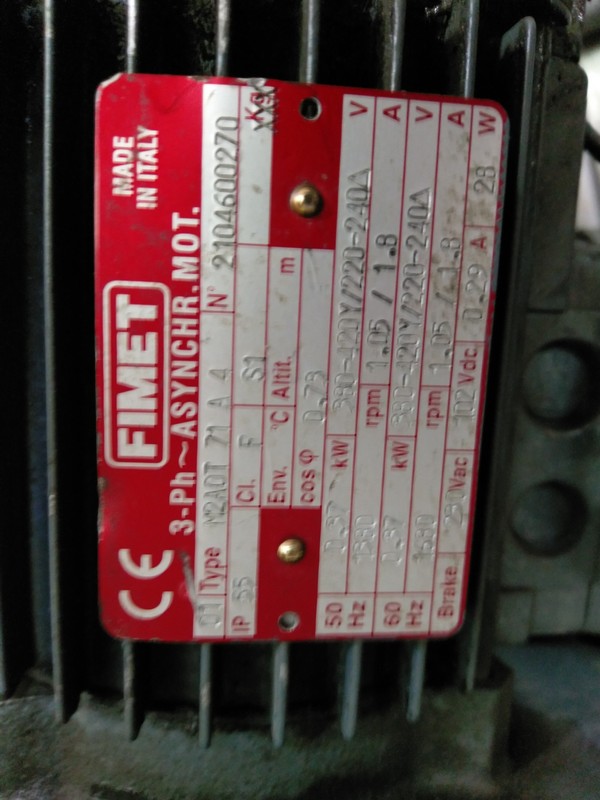 FIMET
MADE
IN ITALY
CE
3-Ph ~ ASYNCHR. MOT.
Type M2A0T 71 A 4 N° 2104600270
IP 55 Cl. F S1 Kg
Env. °C Altit. m
cos φ 0.73
50 Hz 0.37 kW 380-420Y/220-240Δ V
rpm 1.05 / 1.8 A
60 Hz 0.37 kW 380-420Y/220-240Δ V
rpm 1.05 / 1.8 A
Brake 230 Vac 102 Vdc 0.29 A 28 W